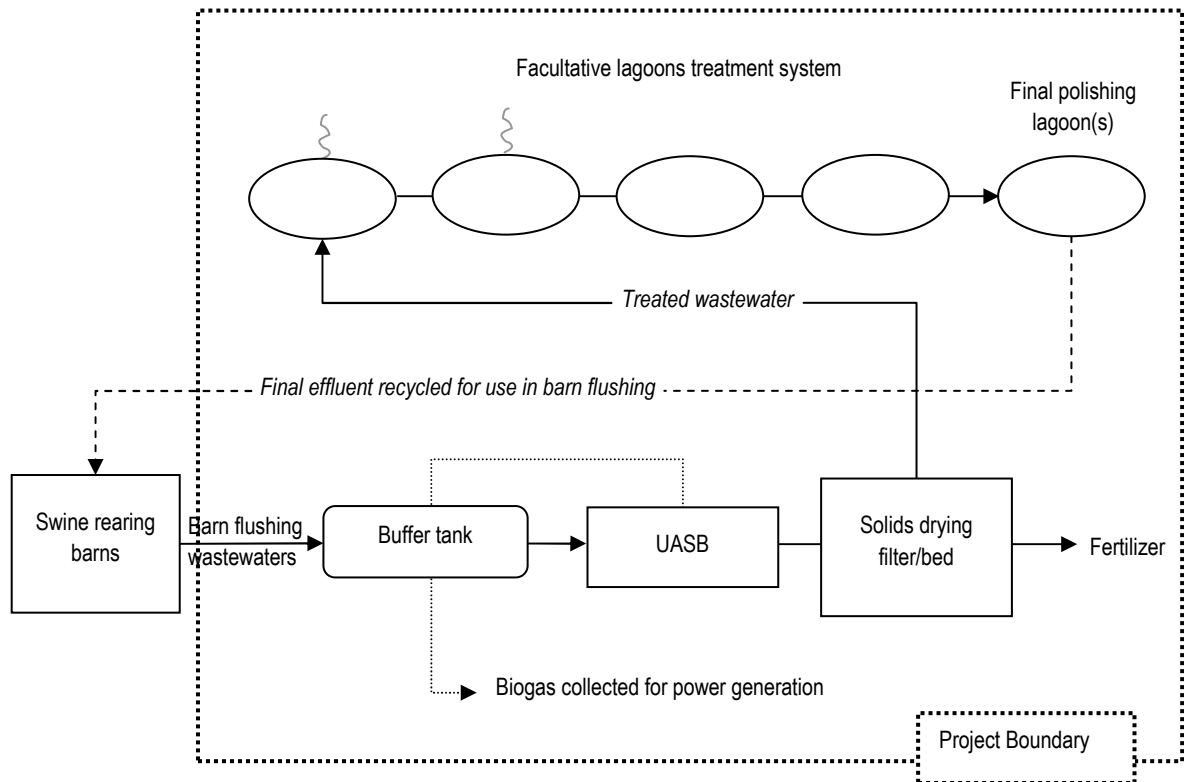 Facultative lagoons treatment system
Final polishing
lagoon(s)
Treated wastewater
Final effluent recycled for use in barn flushing
Swine rearing
barns
Barn flushing
wastewaters
Buffer tank
UASB
Solids drying
filter/bed
Fertilizer
Biogas collected for power generation
Project Boundary